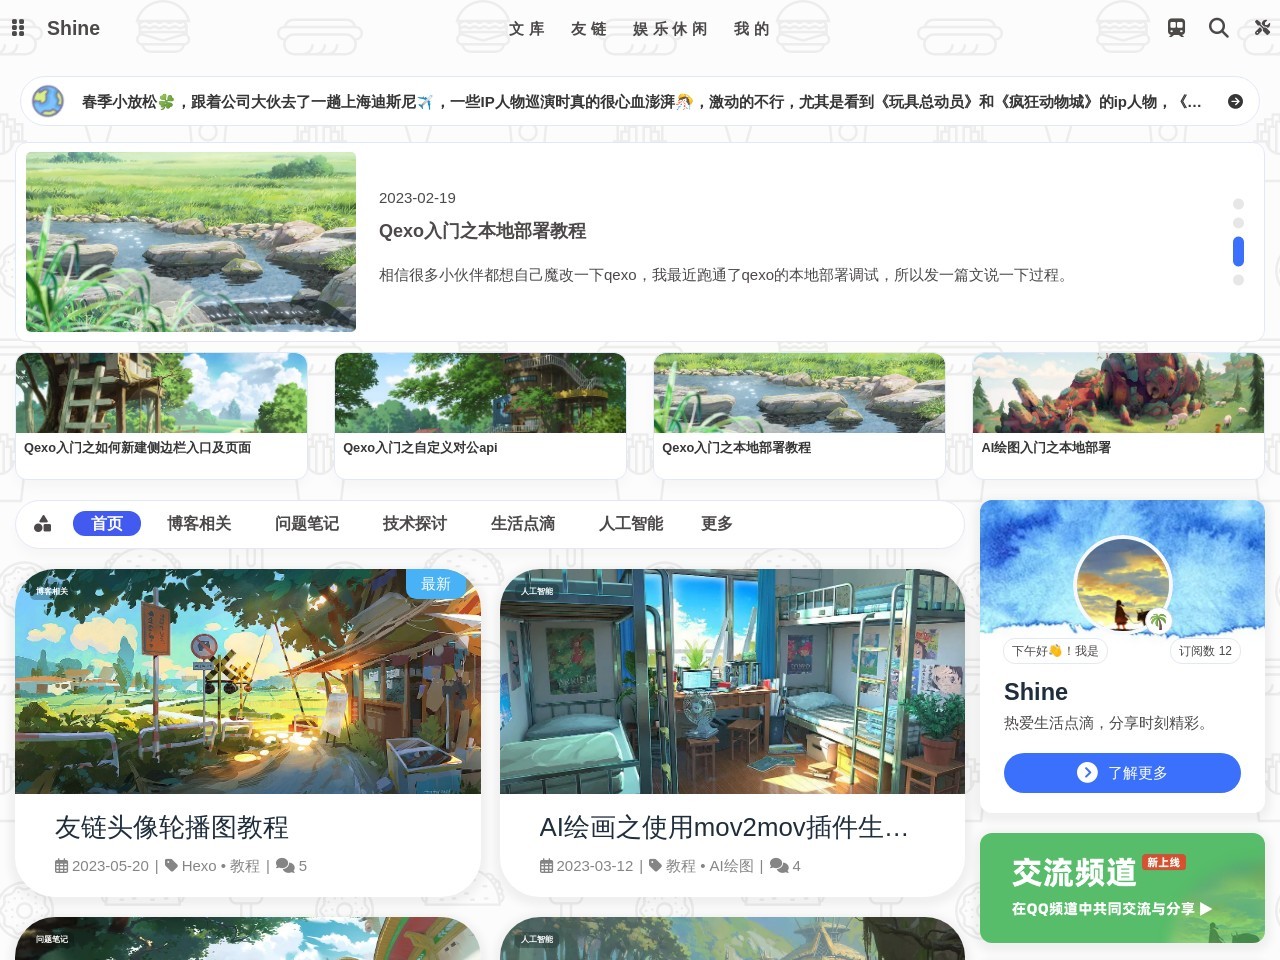 Shine
文库 友链 娱乐休闲 我的
春季小放松🍀，跟着公司大伙去了一趟上海迪斯尼✈️，一些IP人物巡演时真的很心血澎湃，激动的不行，尤其是看到《玩具总动员》和《疯狂动物城》的ip人物，《…
2023-02-19
Qexo入门之本地部署教程
相信很多小伙伴都想自己魔改一下qexo，我最近跑通了qexo的本地部署调试，所以发一篇文说一下过程。
Qexo入门之如何新建侧边栏入口及页面
Qexo入门之自定义对公api
Qexo入门之本地部署教程
AI绘图入门之本地部署
首页 博客相关 问题笔记 技术探讨 生活点滴 人工智能 更多
博客相关
最新
友链头像轮播图教程
2023-05-20 | Hexo • 教程 | 5
人工智能
AI绘画之使用mov2mov插件生…
2023-03-12 | 教程 • AI绘图 | 4
问题笔记
人工智能
下午好👋！我是
订阅数 12
Shine
热爱生活点滴，分享时刻精彩。
了解更多
交流频道 新上线
在QQ频道中共同交流与分享 ▶